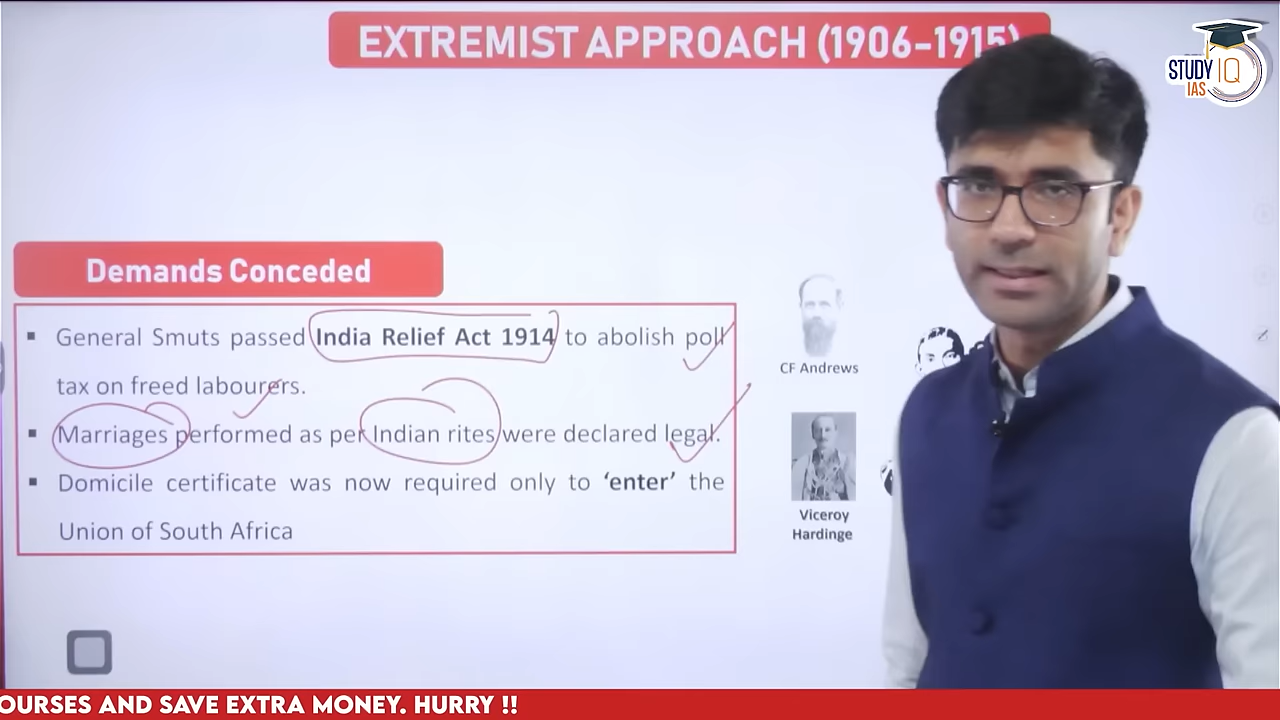 EXTREMIST APPROACH (1906-1915)
STUDY IQ
IAS
Demands Conceded
▪ General Smuts passed India Relief Act 1914 to abolish poll
tax on freed labourers.
▪ Marriages performed as per Indian rites were declared legal.
▪ Domicile certificate was now required only to ‘enter’ the
Union of South Africa
CF Andrews
Viceroy
Hardinge
OURSES AND SAVE EXTRA MONEY. HURRY !!